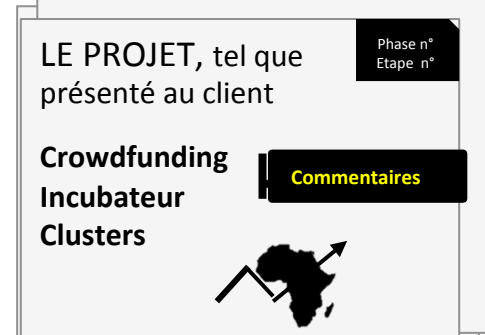 LE PROJET, tel que
présenté au client
Phase n°
Etape n°
Crowdfunding
Incubateur
Clusters
Commentaires